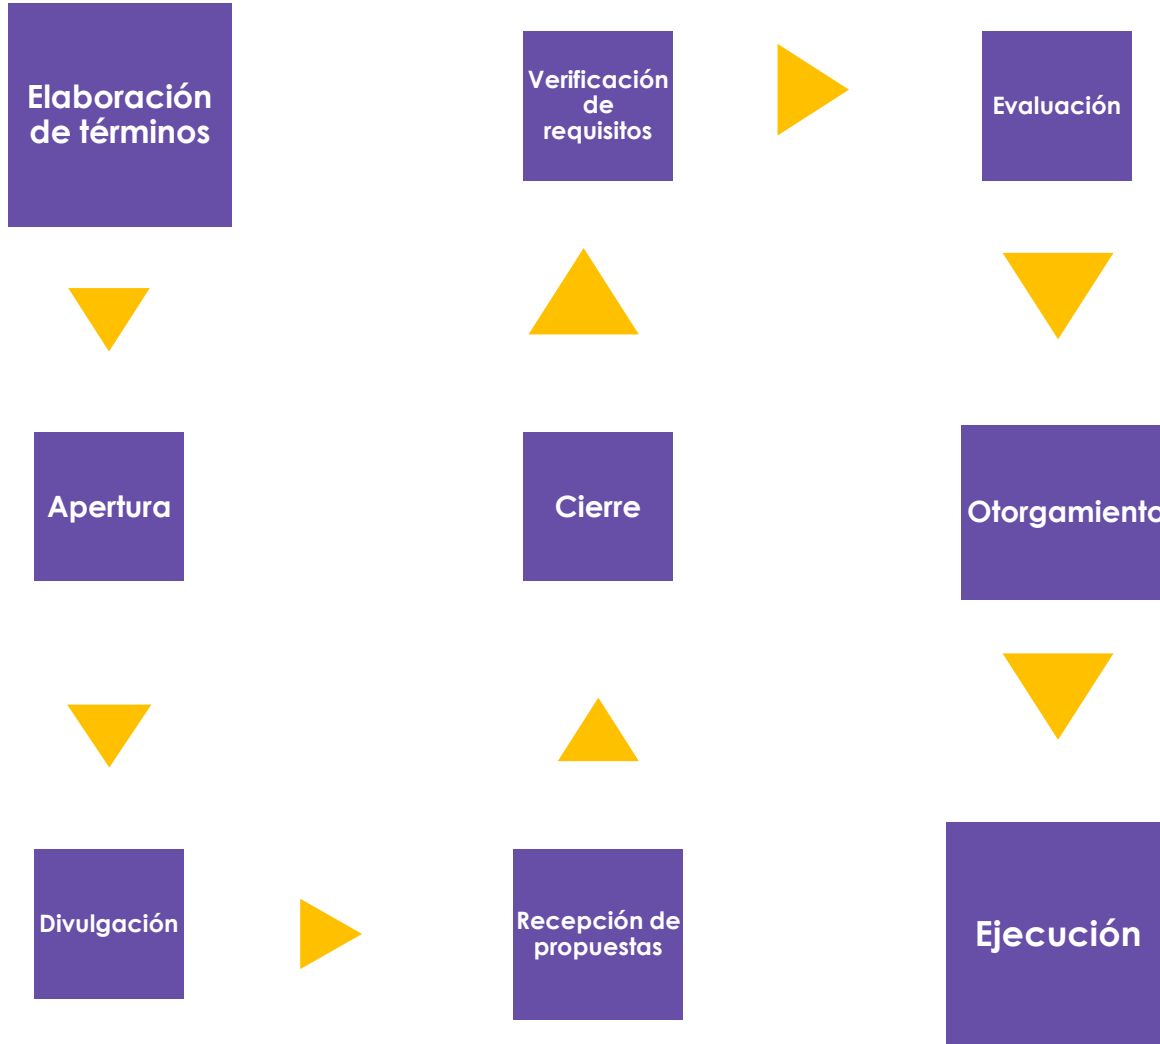 Elaboración
de términos
Apertura
Divulgación
Recepción de
propuestas
Cierre
Verificación
de
requisitos
Evaluación
Otorgamiento
Ejecución